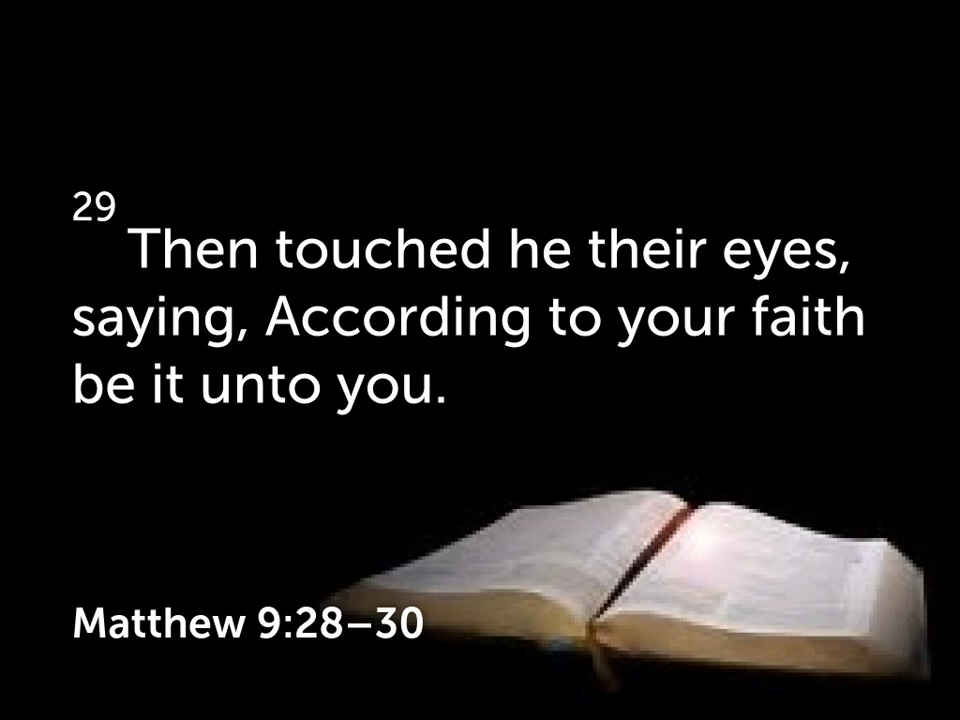 29
Then touched he their eyes,
saying, According to your faith
be it unto you.
Matthew 9:28–30